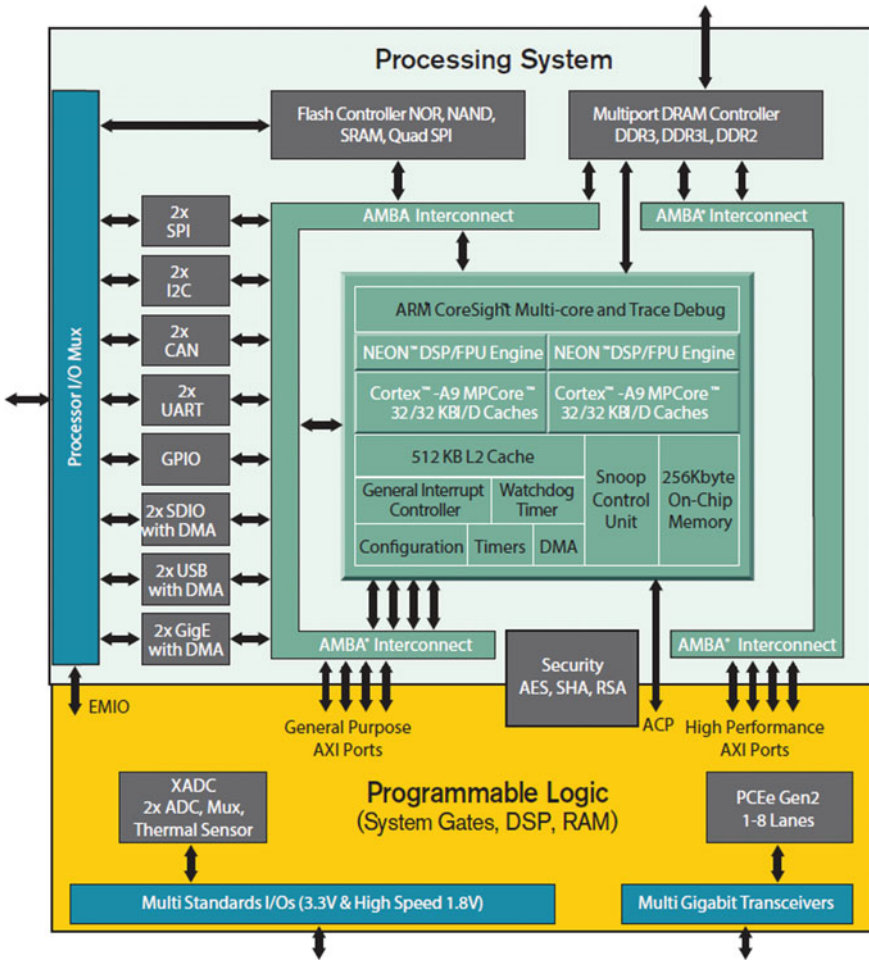 Processing System
Flash Controller NOR, NAND,
SRAM, Quad SPI
Multiport DRAM Controller
DDR3, DDR3L, DDR2
Processor I/O Mux
2x
SPI
2x
I2C
2x
CAN
2x
UART
GPIO
2x SDIO
with DMA
2x USB
with DMA
2x GigE
with DMA
AMBA Interconnect
AMBA® Interconnect
ARM CoreSight Multi-core and Trace Debug
NEON™ DSP/FPU Engine
NEON™ DSP/FPU Engine
Cortex™-A9 MPCore™
32/32 KBI/D Caches
Cortex™-A9 MPCore™
32/32 KBI/D Caches
512 KB L2 Cache
General Interrupt
Controller
Watchdog
Timer
Configuration
Timers
DMA
Snoop
Control
Unit
256Kbyte
On-Chip
Memory
AMBA® Interconnect
Security
AES, SHA, RSA
AMBA® Interconnect
EMIO
General Purpose
AXI Ports
ACP
High Performance
AXI Ports
XADC
2x ADC, Mux,
Thermal Sensor
Programmable Logic
(System Gates, DSP, RAM)
PCEe Gen2
1-8 Lanes
Multi Standards I/Os (3.3V & High Speed 1.8V)
Multi Gigabit Transceivers